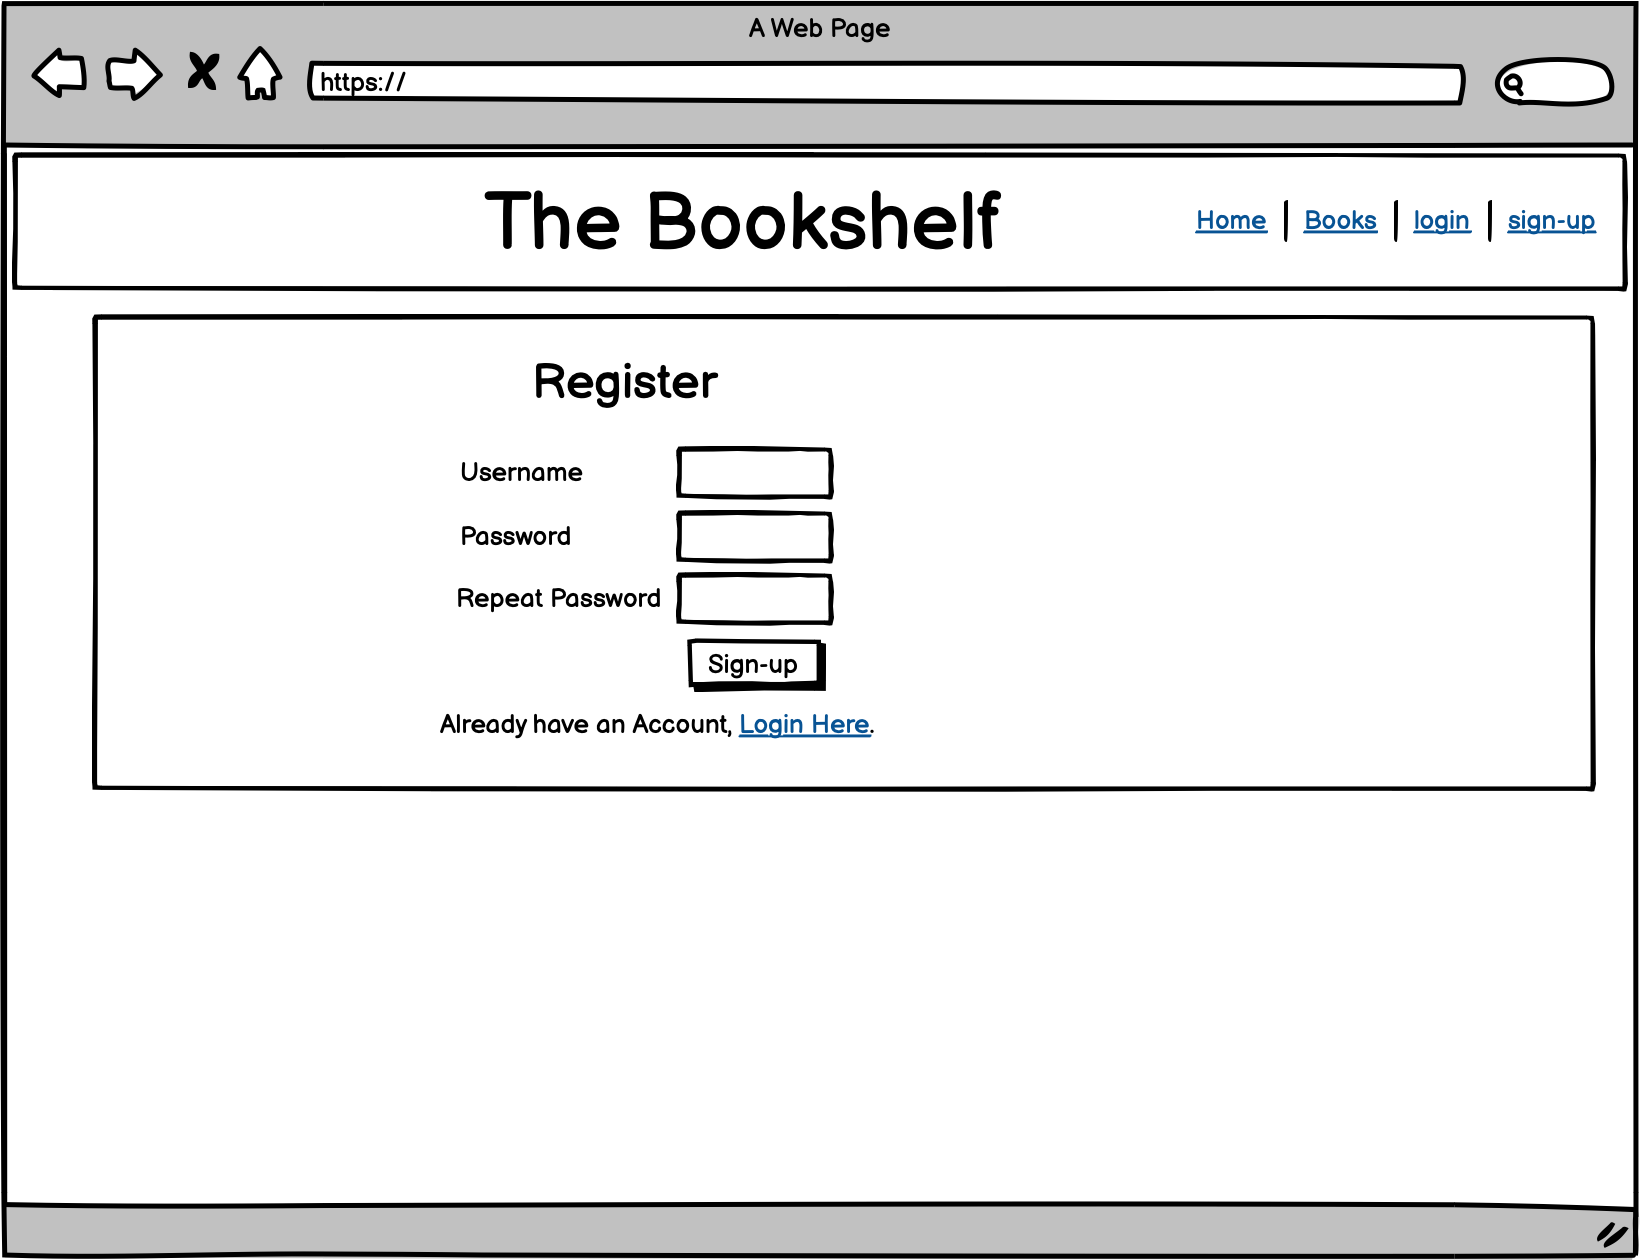 A Web Page
https://
The Bookshelf
Home
Books
login
sign-up
Register
Username
Password
Repeat Password
Sign-up
Already have an Account, Login Here.